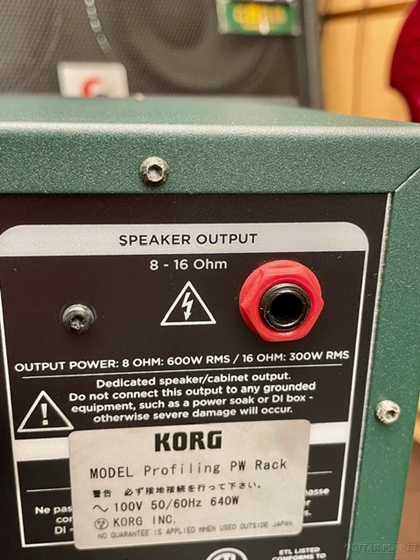 SPEAKER OUTPUT
8 - 16 Ohm
OUTPUT POWER: 8 OHM: 600W RMS / 16 OHM: 300W RMS
Dedicated speaker/cabinet output.
Do not connect this output to any grounded
equipment, such as a power soak or DI box -
otherwise severe damage will occur.
KORG
MODEL Profiling PW Rack
警告 必ず接地接続を行って下さい。
～ 100V 50/60Hz 640W
② KORG INC.
NO GUARANTEE IS APPLIED WHEN USED OUTSIDE JAPAN
Ne pas
masse
DI -
ETL LISTED
CONFORMS TO
GUITAR PLANET